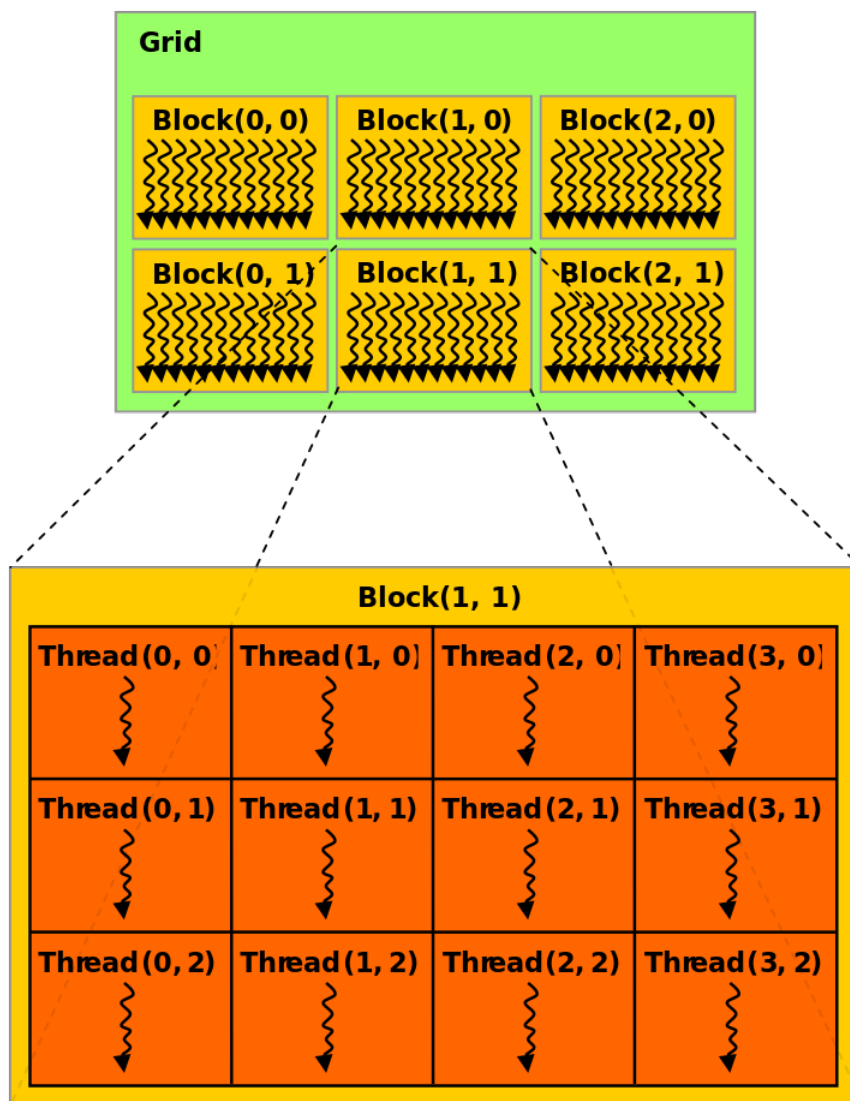 Grid
Block(0, 0) Block(1, 0) Block(2, 0)
Block(0, 1) Block(1, 1) Block(2, 1)
Block(1, 1)
Thread(0, 0) Thread(1, 0) Thread(2, 0) Thread(3, 0)
Thread(0, 1) Thread(1, 1) Thread(2, 1) Thread(3, 1)
Thread(0, 2) Thread(1, 2) Thread(2, 2) Thread(3, 2)